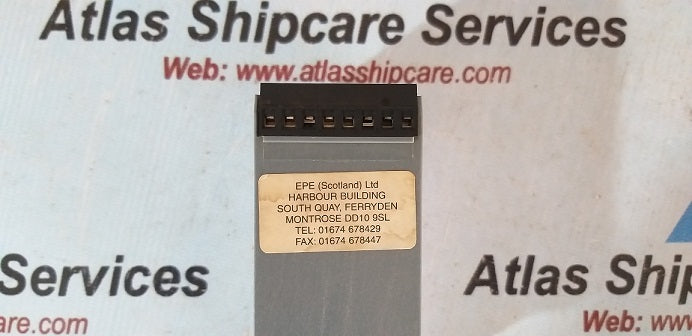 Atlas Shipcare Services
Web: www.atlasshipcare.com
EPE (Scotland) Ltd
HARBOUR BUILDING
SOUTH QUAY, FERRYDEN
MONTROSE DD10 9SL
TEL: 01674 678429
FAX: 01674 678447
Services
are.com
Atlas Ship
Web: www